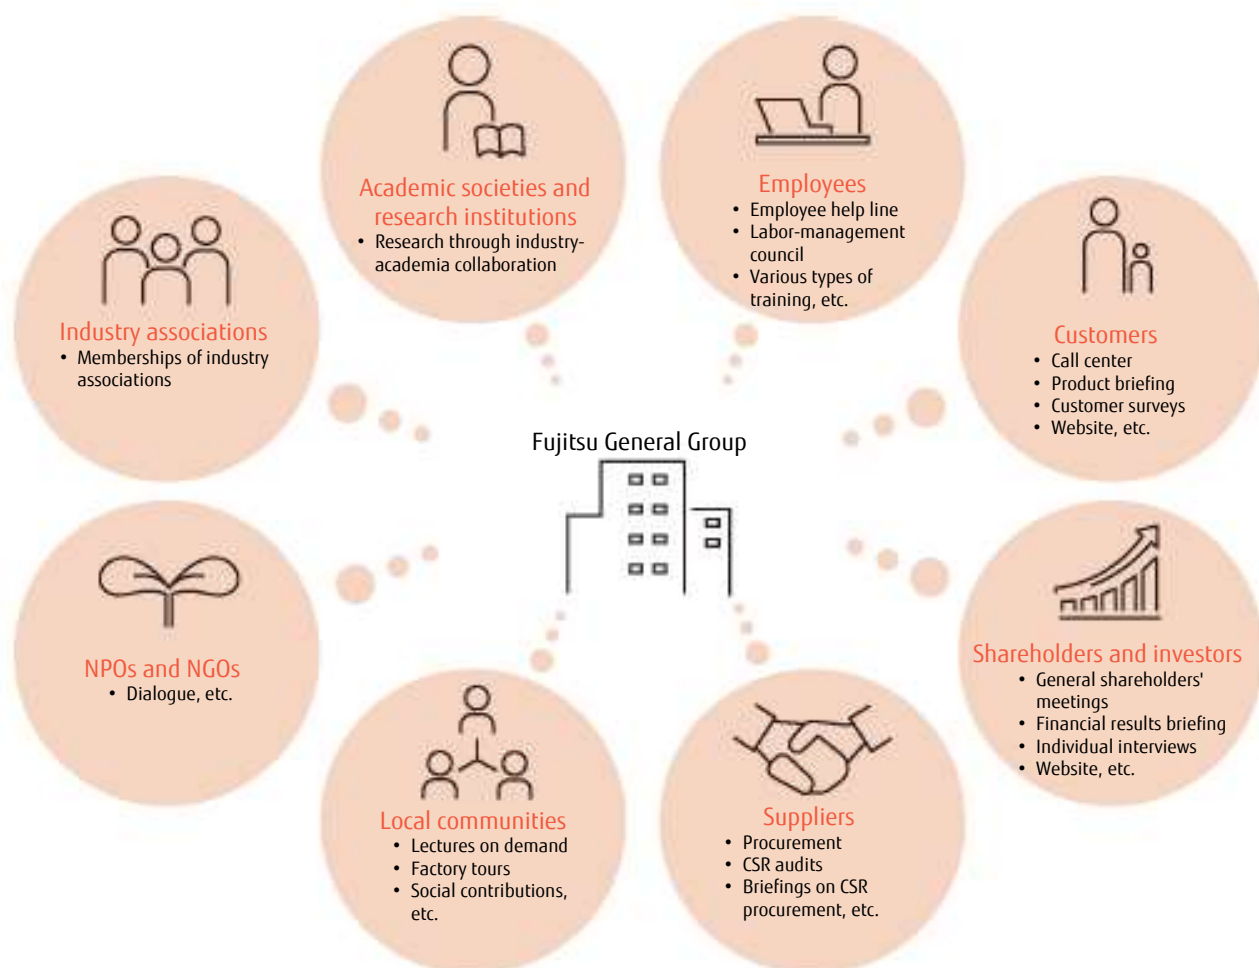 Academic societies and
research institutions
• Research through industry-
academia collaboration
Employees
• Employee help line
• Labor-management
council
• Various types of
training, etc.
Industry associations
• Memberships of industry
associations
Customers
• Call center
• Product briefing
• Customer surveys
• Website, etc.
Fujitsu General Group
NPOs and NGOs
• Dialogue, etc.
Shareholders and investors
• General shareholders'
meetings
• Financial results briefing
• Individual interviews
• Website, etc.
Local communities
• Lectures on demand
• Factory tours
• Social contributions,
etc.
Suppliers
• Procurement
• CSR audits
• Briefings on CSR
procurement, etc.